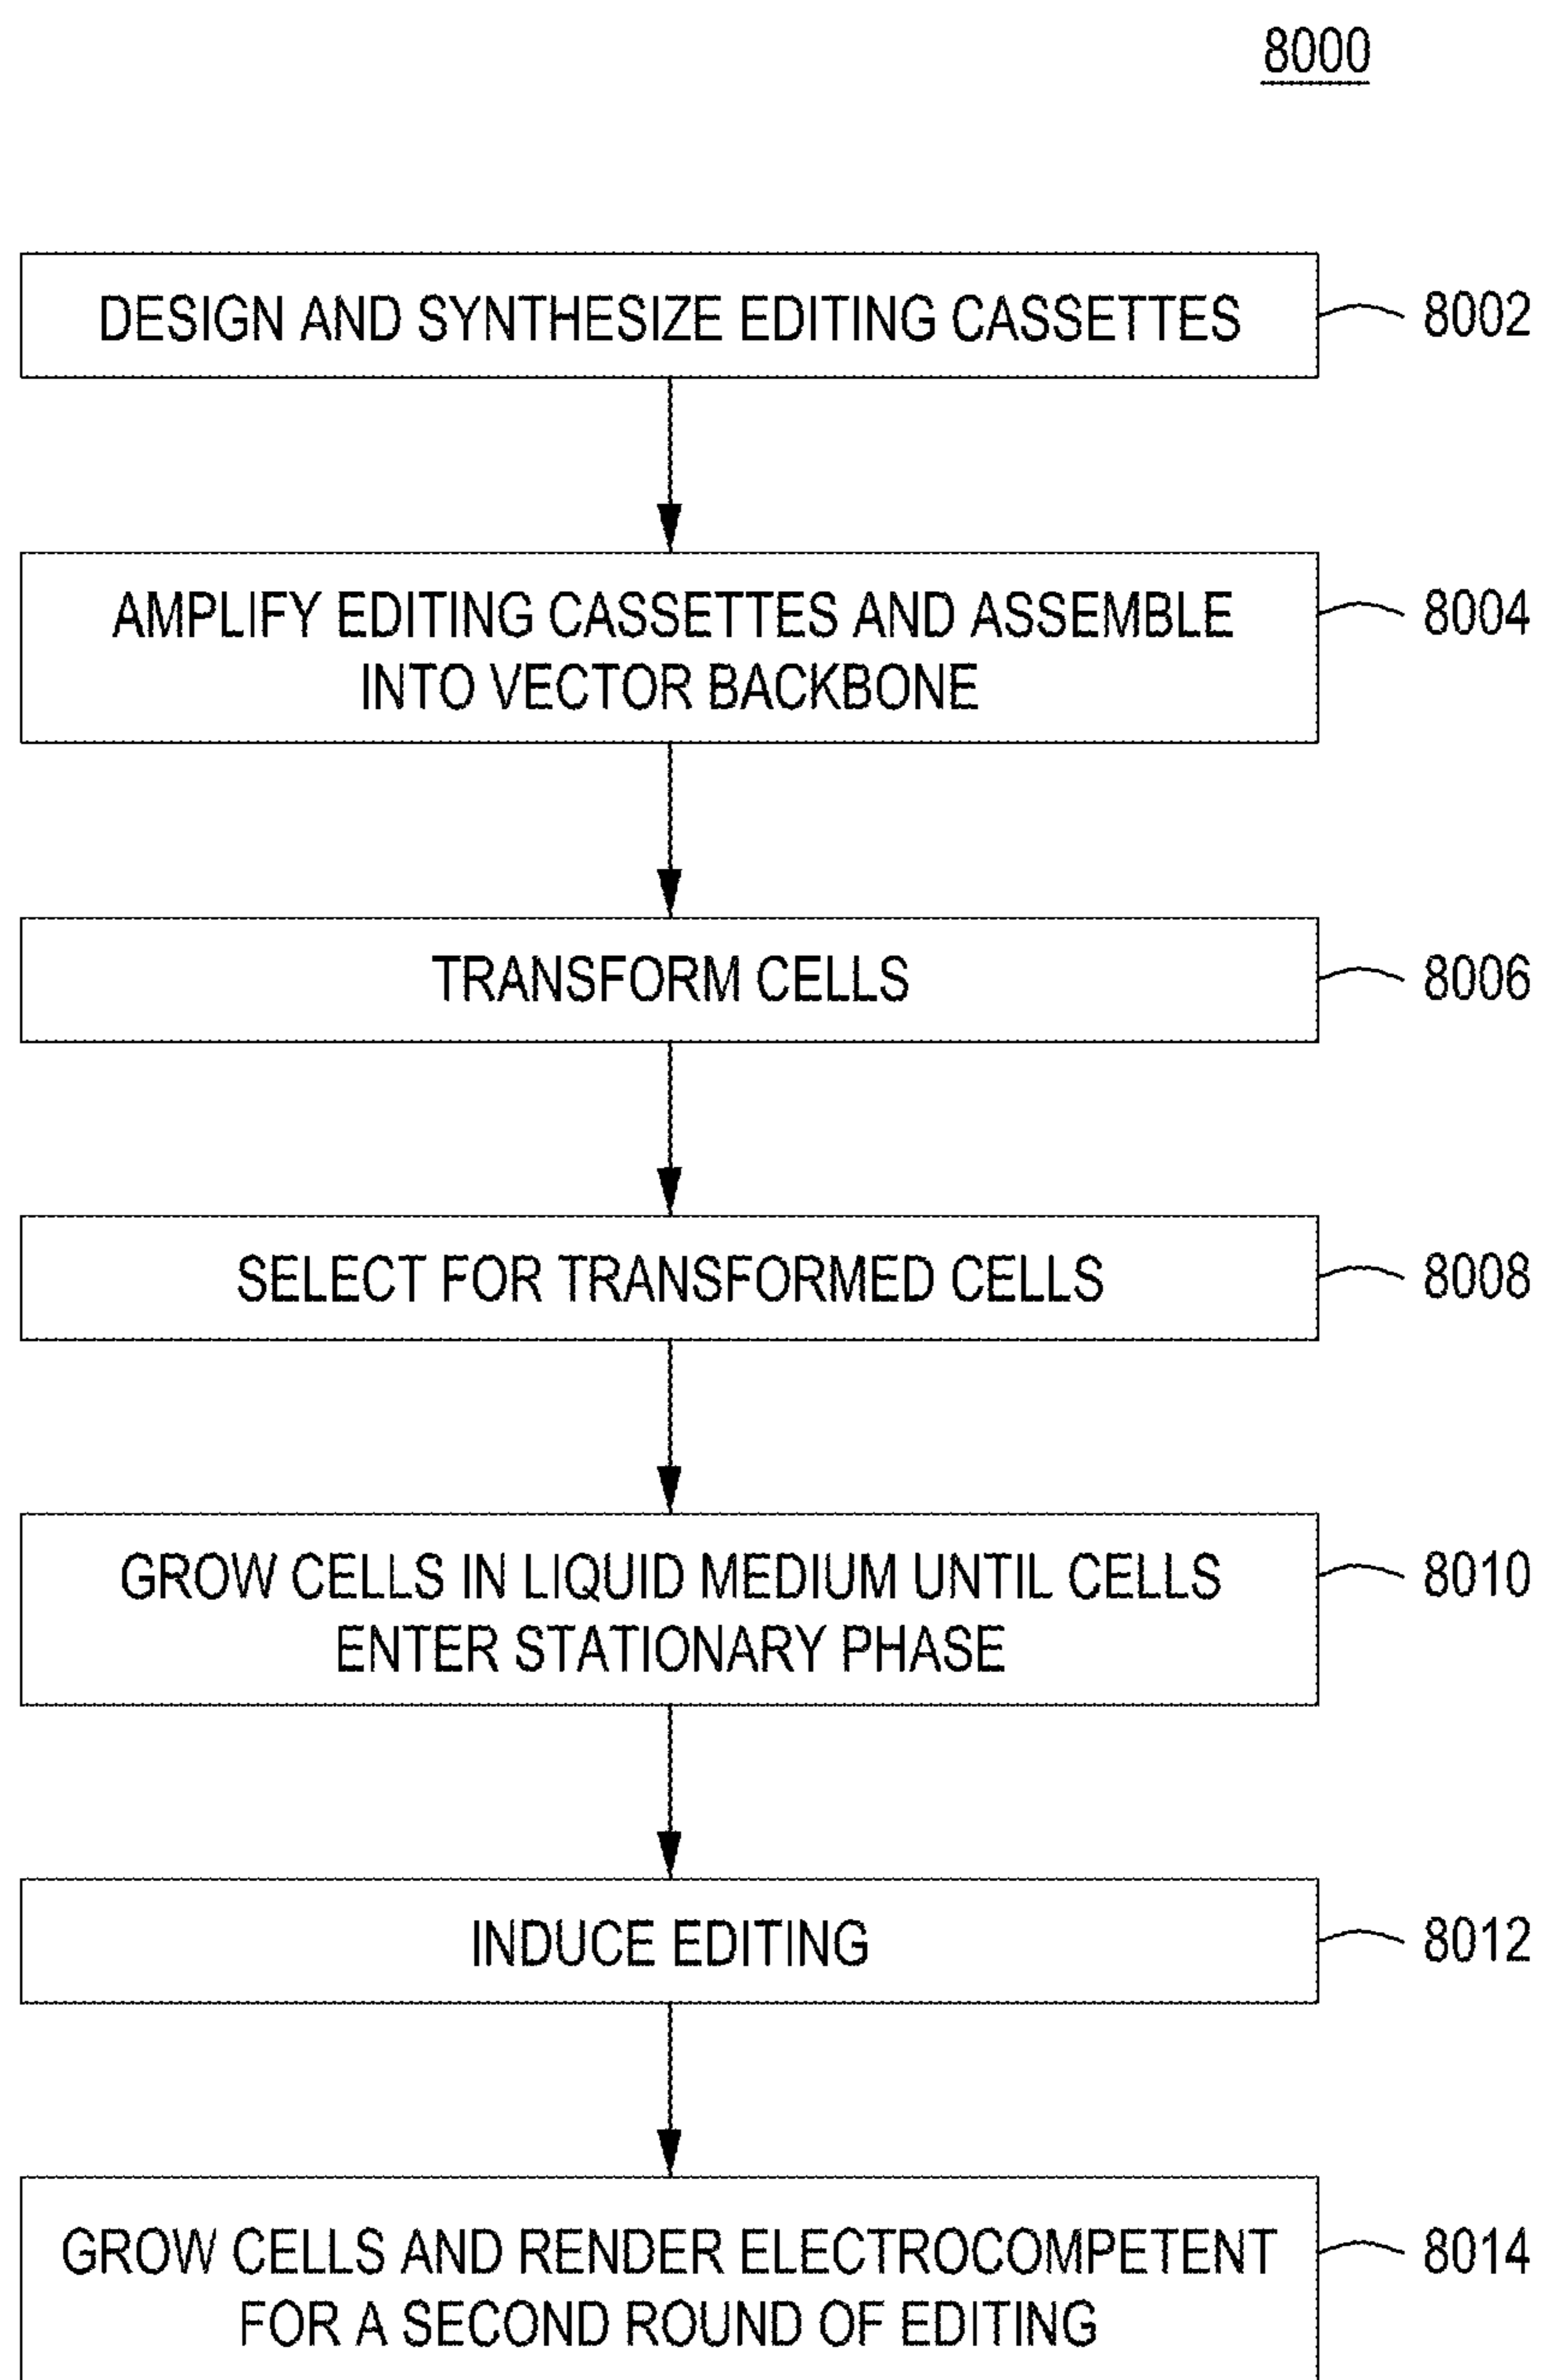 8000
DESIGN AND SYNTHESIZE EDITING CASSETTES
8002
AMPLIFY EDITING CASSETTES AND ASSEMBLE
INTO VECTOR BACKBONE
8004
TRANSFORM CELLS
8006
SELECT FOR TRANSFORMED CELLS
8008
GROW CELLS IN LIQUID MEDIUM UNTIL CELLS
ENTER STATIONARY PHASE
8010
INDUCE EDITING
8012
GROW CELLS AND RENDER ELECTROCOMPETENT
FOR A SECOND ROUND OF EDITING
8014